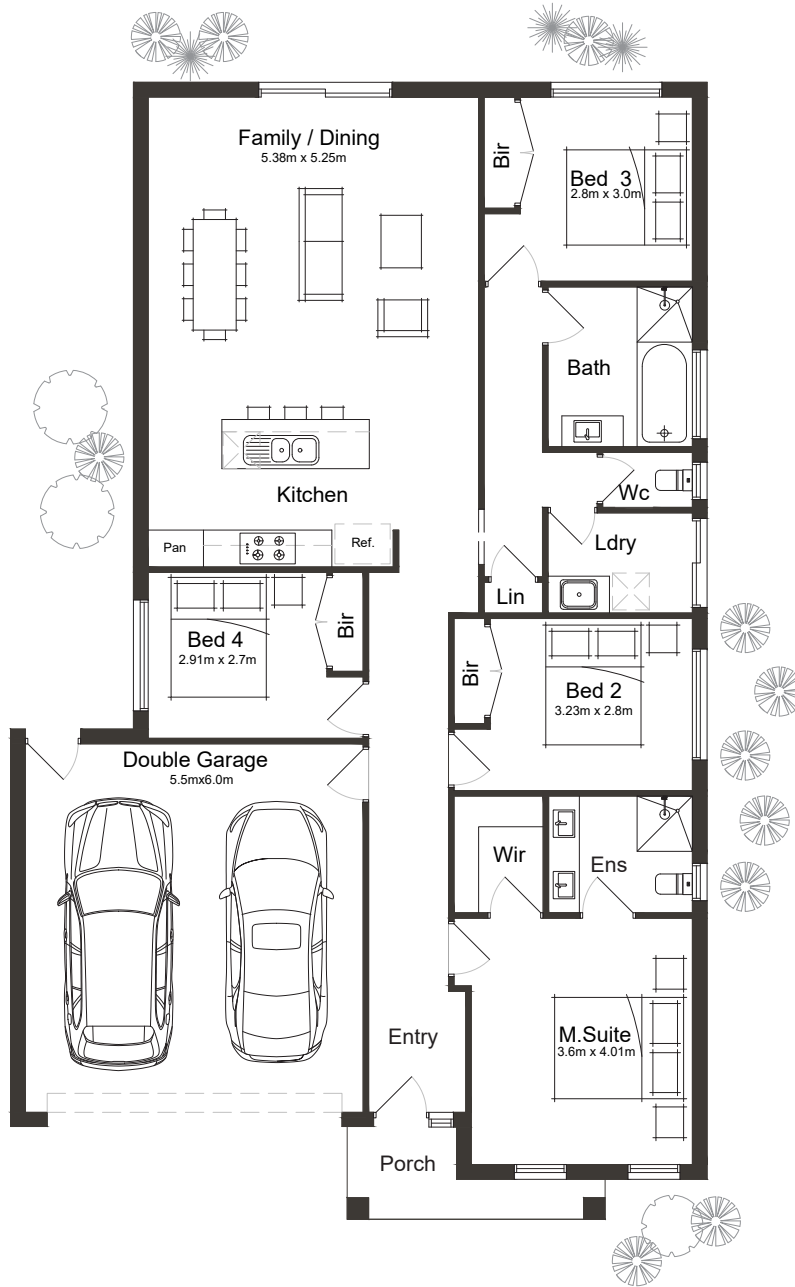 Family / Dining
5.38m x 5.25m
Bir
Bed 3
2.8m x 3.0m
Bath
Kitchen
Wc
Pan
Ref.
Ldry
Lin
Bed 4
2.91m x 2.7m
Bir
Bir
Bed 2
3.23m x 2.8m
Double Garage
5.5mx6.0m
Wir
Ens
Entry
M.Suite
3.6m x 4.01m
Porch